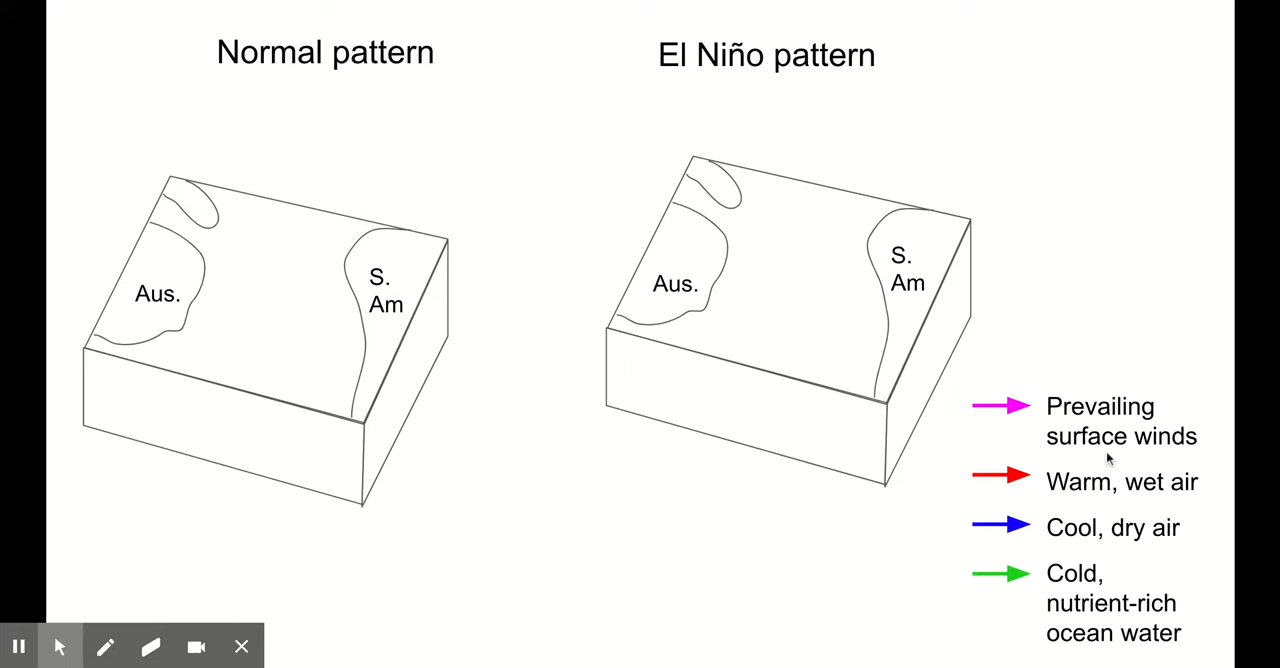 Normal pattern
El Niño pattern
Aus.
S.
Am
Aus.
S.
Am
Prevailing
surface winds
Warm, wet air
Cool, dry air
Cold,
nutrient-rich
ocean water